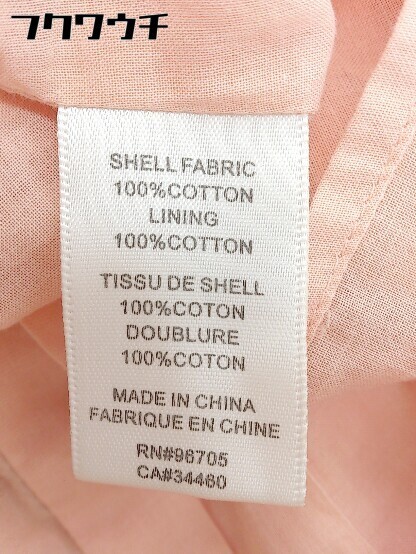 フクワウチ
SHELL FABRIC
100%COTTON
LINING
100%COTTON
TISSU DE SHELL
100%COTON
DOUBLURE
100%COTON
MADE IN CHINA
FABRIQUE EN CHINE
RN#96705
CA#34460